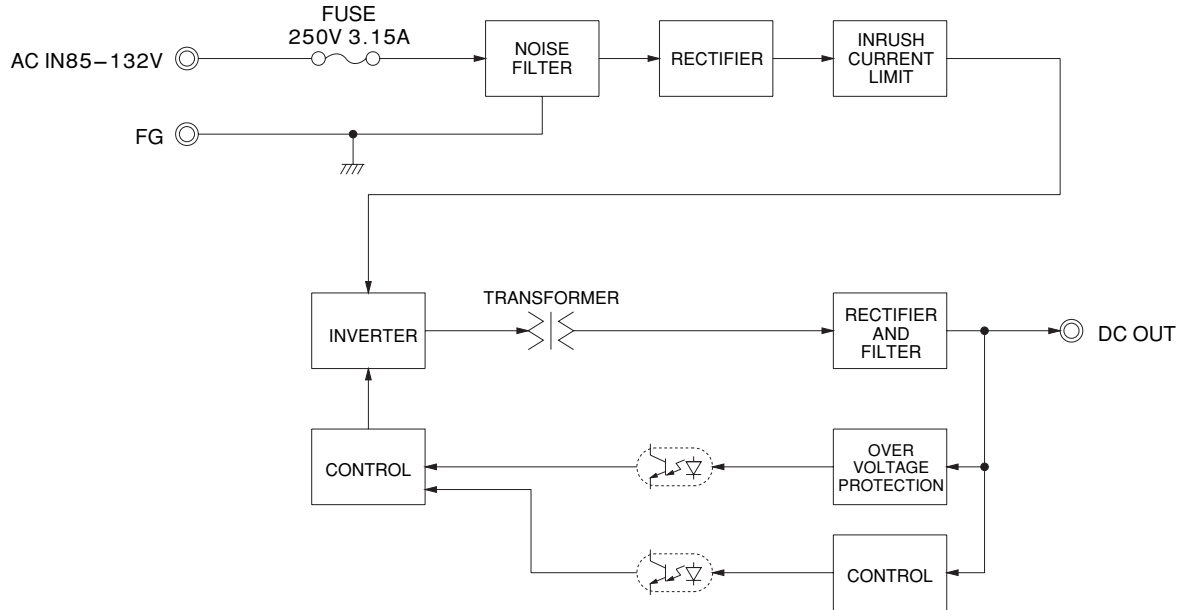 FUSE
250V 3.15A
AC IN85–132V
NOISE
FILTER
RECTIFIER
INRUSH
CURRENT
LIMIT
FG
TRANSFORMER
INVERTER
RECTIFIER
AND
FILTER
DC OUT
CONTROL
OVER
VOLTAGE
PROTECTION
CONTROL